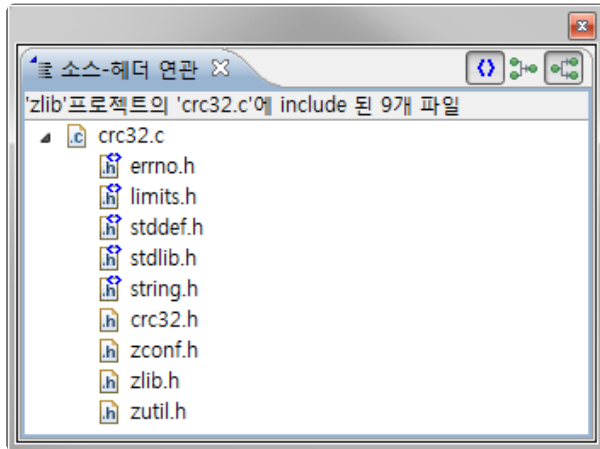 소스-헤더 연관
'zlib'프로젝트의 'crc32.c'에 include 된 9개 파일
crc32.c
errno.h
limits.h
stddef.h
stdlib.h
string.h
crc32.h
zconf.h
zlib.h
zutil.h